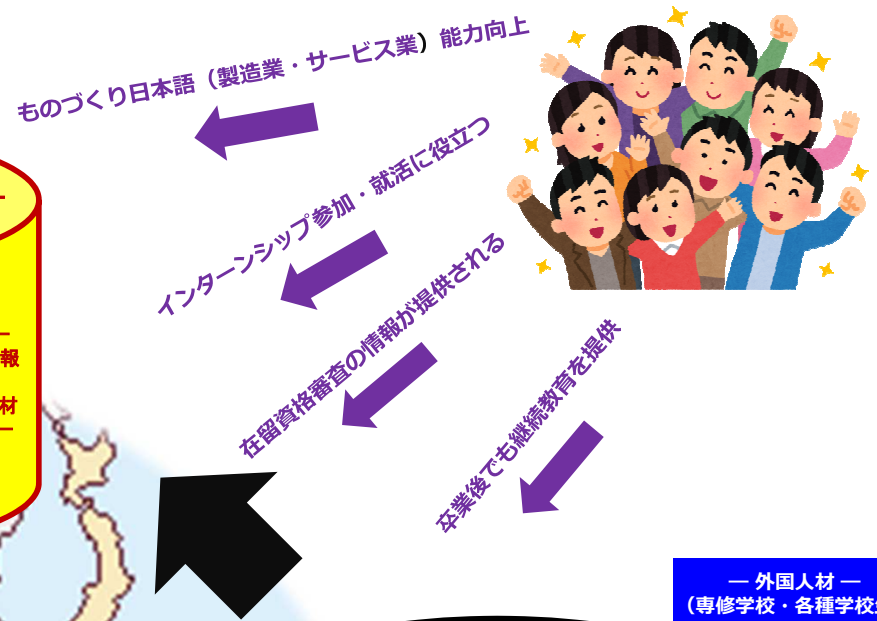 ものづくり日本語（製造業・サービス業）能力向上
インターンシップ参加・就活に役立つ
在留資格審査の情報が提供される
卒業後でも継続教育を提供
報
材
― 外国人材 ―
（専修学校・各種学校